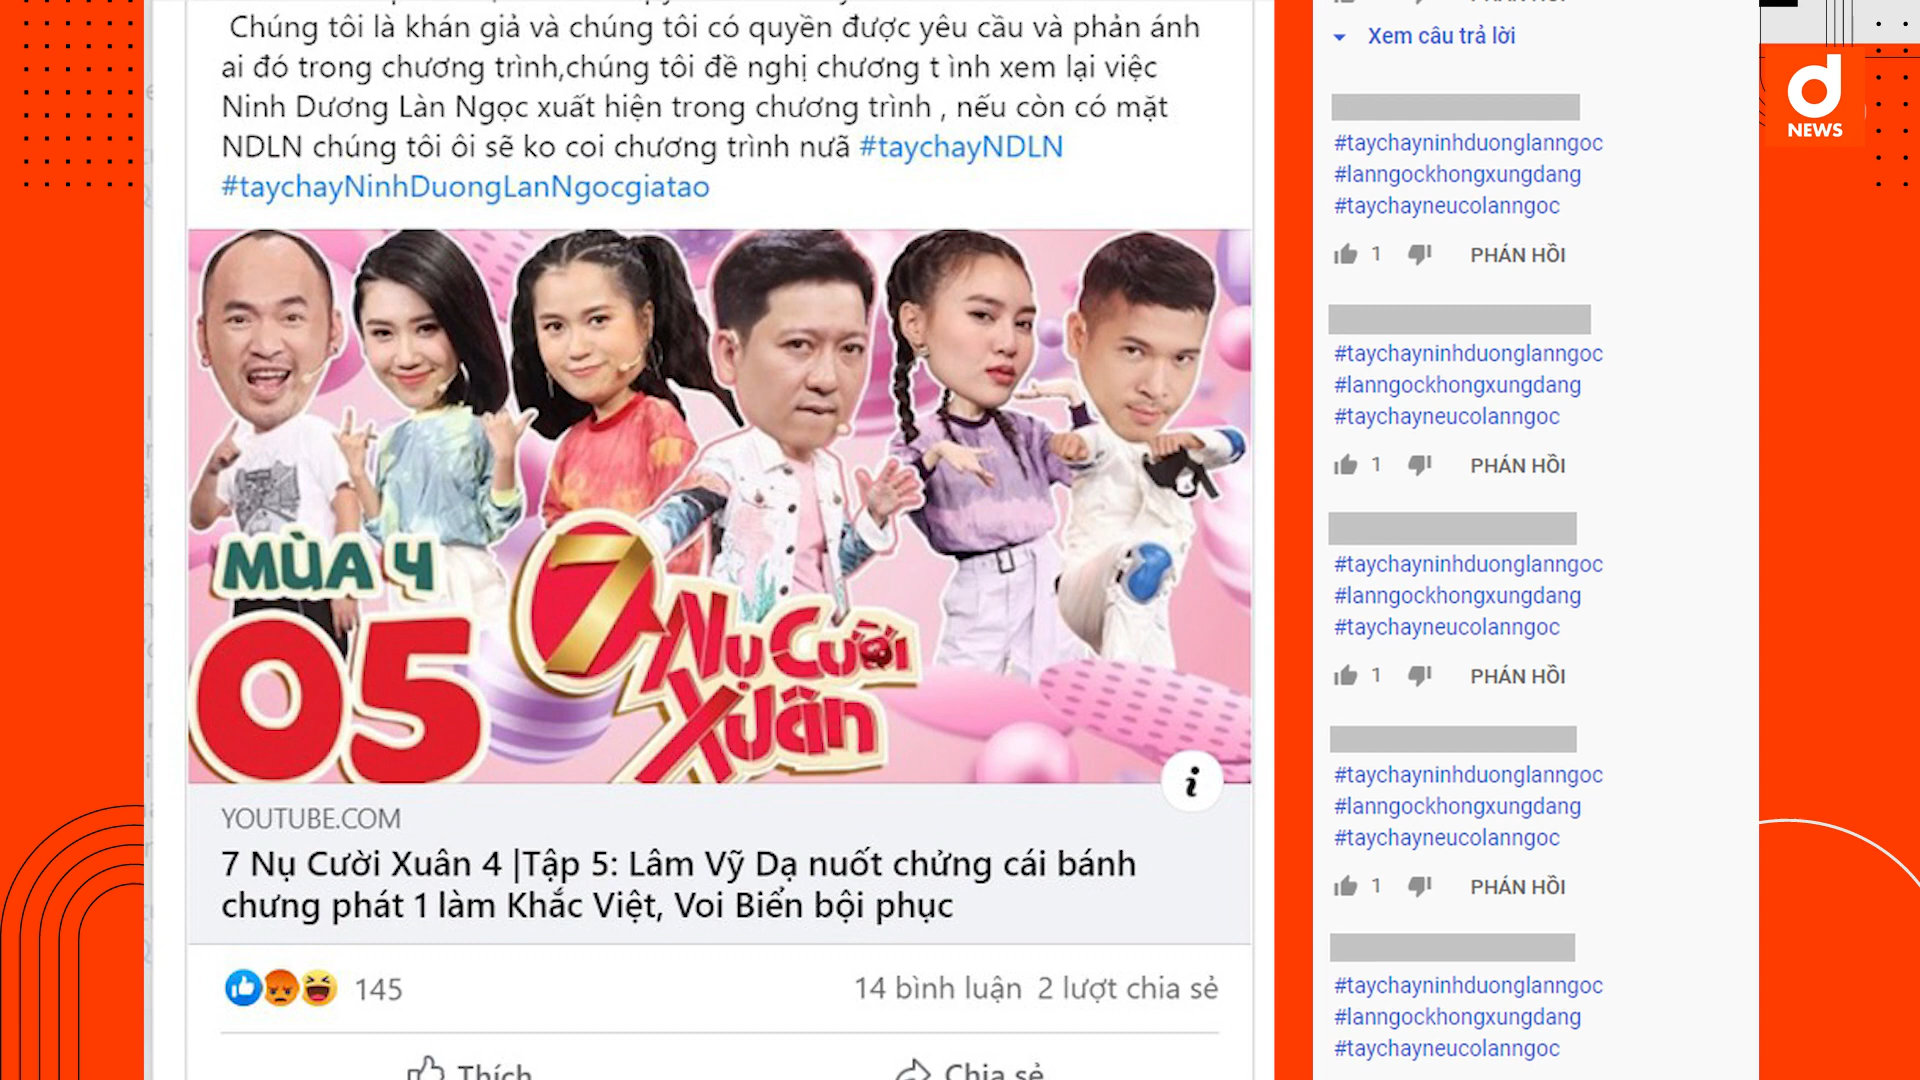 Chúng tôi là khán giả và chúng tôi có quyền được yêu cầu và phản ánh
ai đó trong chương trình,chúng tôi đề nghị chương t ình xem lại việc
Ninh Dương Làn Ngọc xuất hiện trong chương trình , nếu còn có mặt
NDLN chúng tôi ôi sẽ ko coi chương trình nưã #taychayNDLN
#taychayNinhDuongLanNgocgiatao
MÙA 4
05
7 Nụ Cười
Xuân
i
YOUTUBE.COM
7 Nụ Cười Xuân 4 |Tập 5: Lâm Vỹ Dạ nuốt chửng cái bánh
chưng phát 1 làm Khắc Việt, Voi Biển bội phục
145
14 bình luận 2 lượt chia sẻ
Thích
Chia sẻ
Xem câu trả lời
#taychayninhduonglanngoc
#lanngockhongxungdang
#taychayneucolanngoc
1 PHẢN HỒI
#taychayninhduonglanngoc
#lanngockhongxungdang
#taychayneucolanngoc
1 PHẢN HỒI
#taychayninhduonglanngoc
#lanngockhongxungdang
#taychayneucolanngoc
1 PHẢN HỒI
#taychayninhduonglanngoc
#lanngockhongxungdang
#taychayneucolanngoc
1 PHẢN HỒI
#taychayninhduonglanngoc
#lanngockhongxungdang
#taychayneucolanngoc
d
NEWS